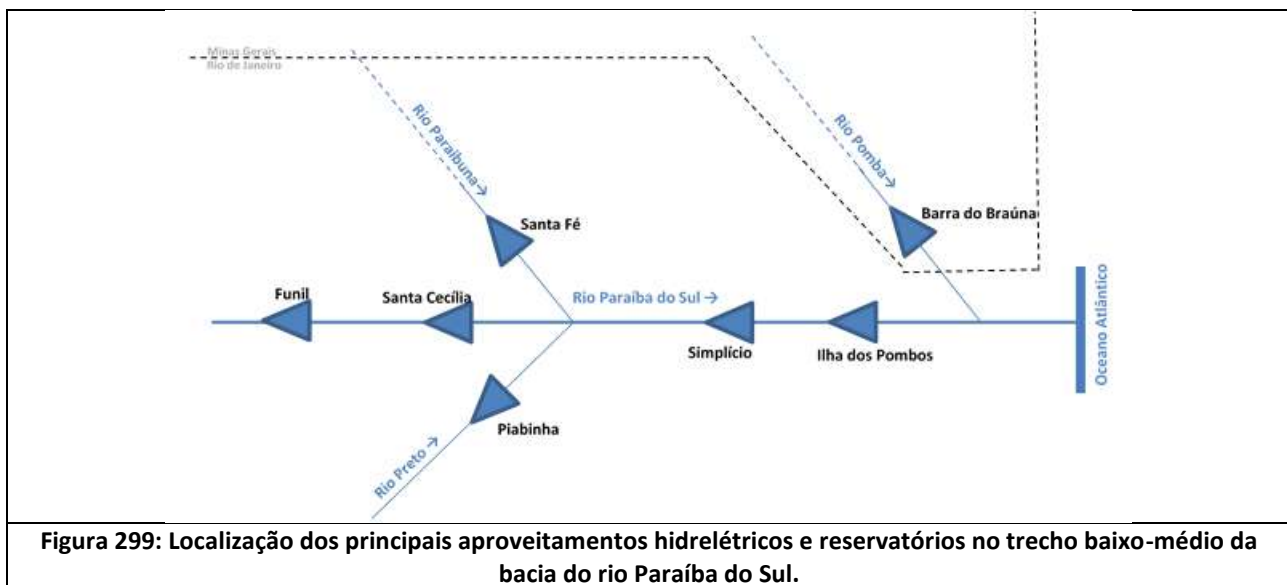 Minas Gerais
Rio de Janeiro
Rio Paraibuna→
Rio Pomba→
Santa Fé
Barra do Braúna
Funil
Santa Cecília
Rio Paraíba do Sul →
Simplício
Ilha dos Pombos
Oceano Atlântico
Piabinha
Rio Preto →
Figura 299: Localização dos principais aproveitamentos hidrelétricos e reservatórios no trecho baixo-médio da
bacia do rio Paraíba do Sul.